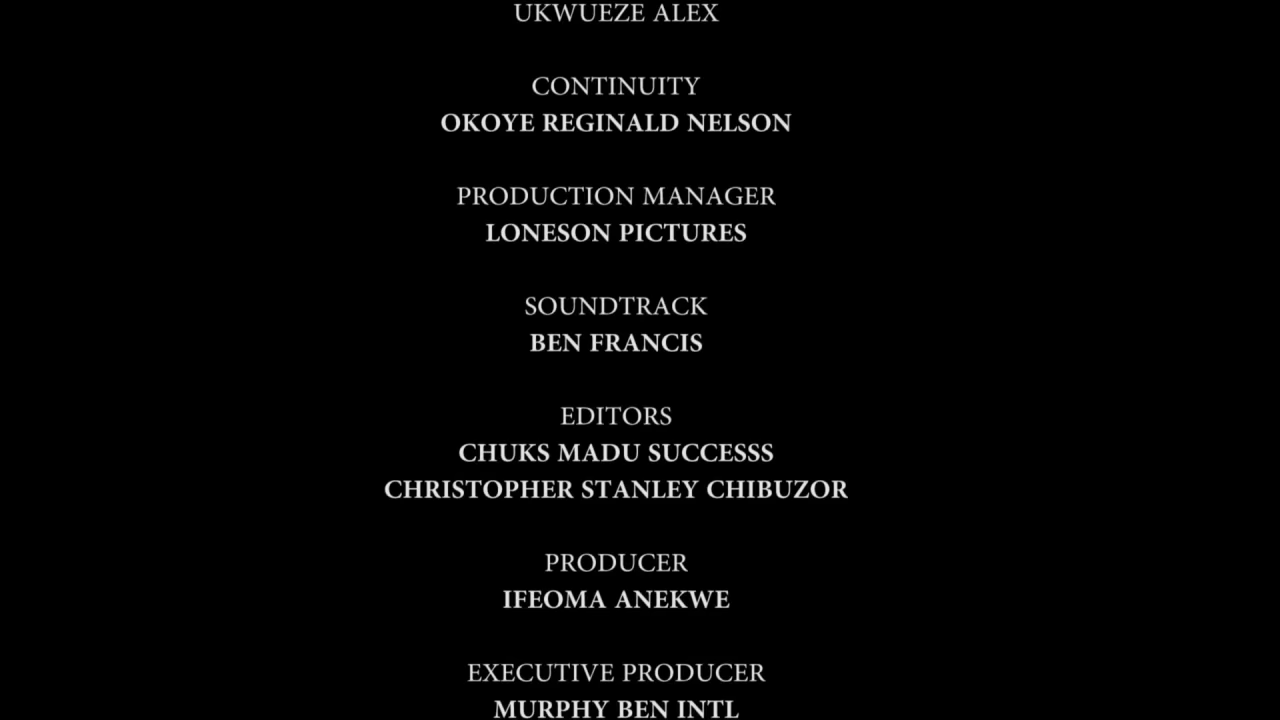 UKWUEZE ALEX
CONTINUITY
OKOYE REGINALD NELSON
PRODUCTION MANAGER
LONESON PICTURES
SOUNDTRACK
BEN FRANCIS
EDITORS
CHUKS MADU SUCCESSS
CHRISTOPHER STANLEY CHIBUZOR
PRODUCER
IFEOMA ANEKWE
EXECUTIVE PRODUCER
MURPHY BEN INTL